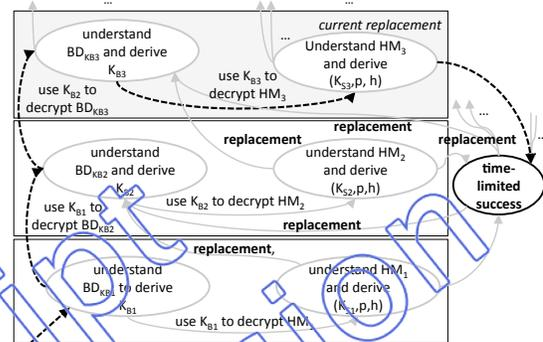 ...
current replacement
understand
BD_KB3 and derive
K_B3
...
Understand HM_3
and derive
(K_S3,p, h)
use K_B2 to
decrypt BD_KB3
use K_B3 to
decrypt HM_3
...
replacement
replacement
replacement
...
understand
BD_KB2 and derive
K_B2
understand HM_2
and derive
(K_S2,p,h)
time-
limited
success
use K_B1 to
decrypt BD_KB2
use K_B2 to decrypt HM_2
replacement
replacement,
understand
BD_KB1 to derive
K_B1
understand HM_1
and derive
(K_S1,p,h)
use K_B1 to decrypt HM_1